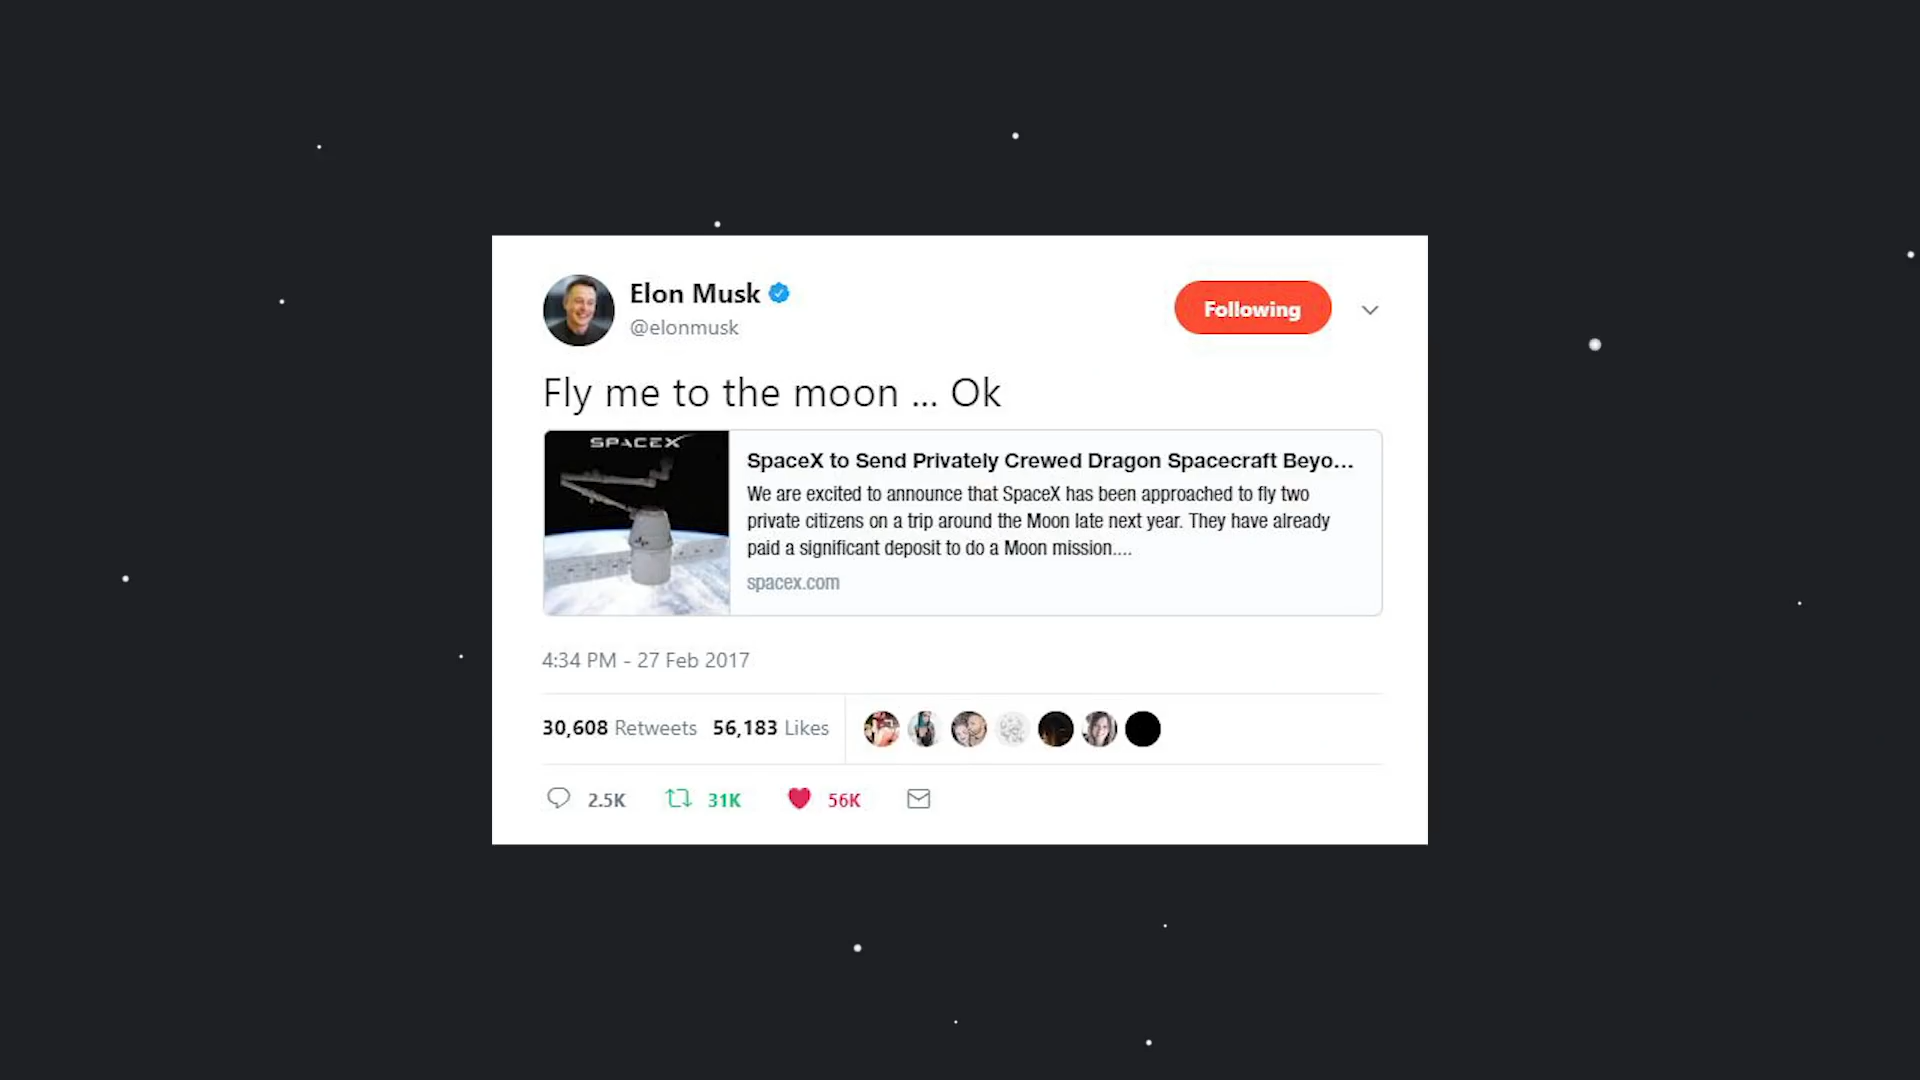 Elon Musk
@elonmusk
Following
Fly me to the moon ... Ok
SPACEX
SpaceX to Send Privately Crewed Dragon Spacecraft Beyo...
We are excited to announce that SpaceX has been approached to fly two
private citizens on a trip around the Moon late next year. They have already
paid a significant deposit to do a Moon mission....
spacex.com
4:34 PM - 27 Feb 2017
30,608 Retweets 56,183 Likes
2.5K 31K 56K